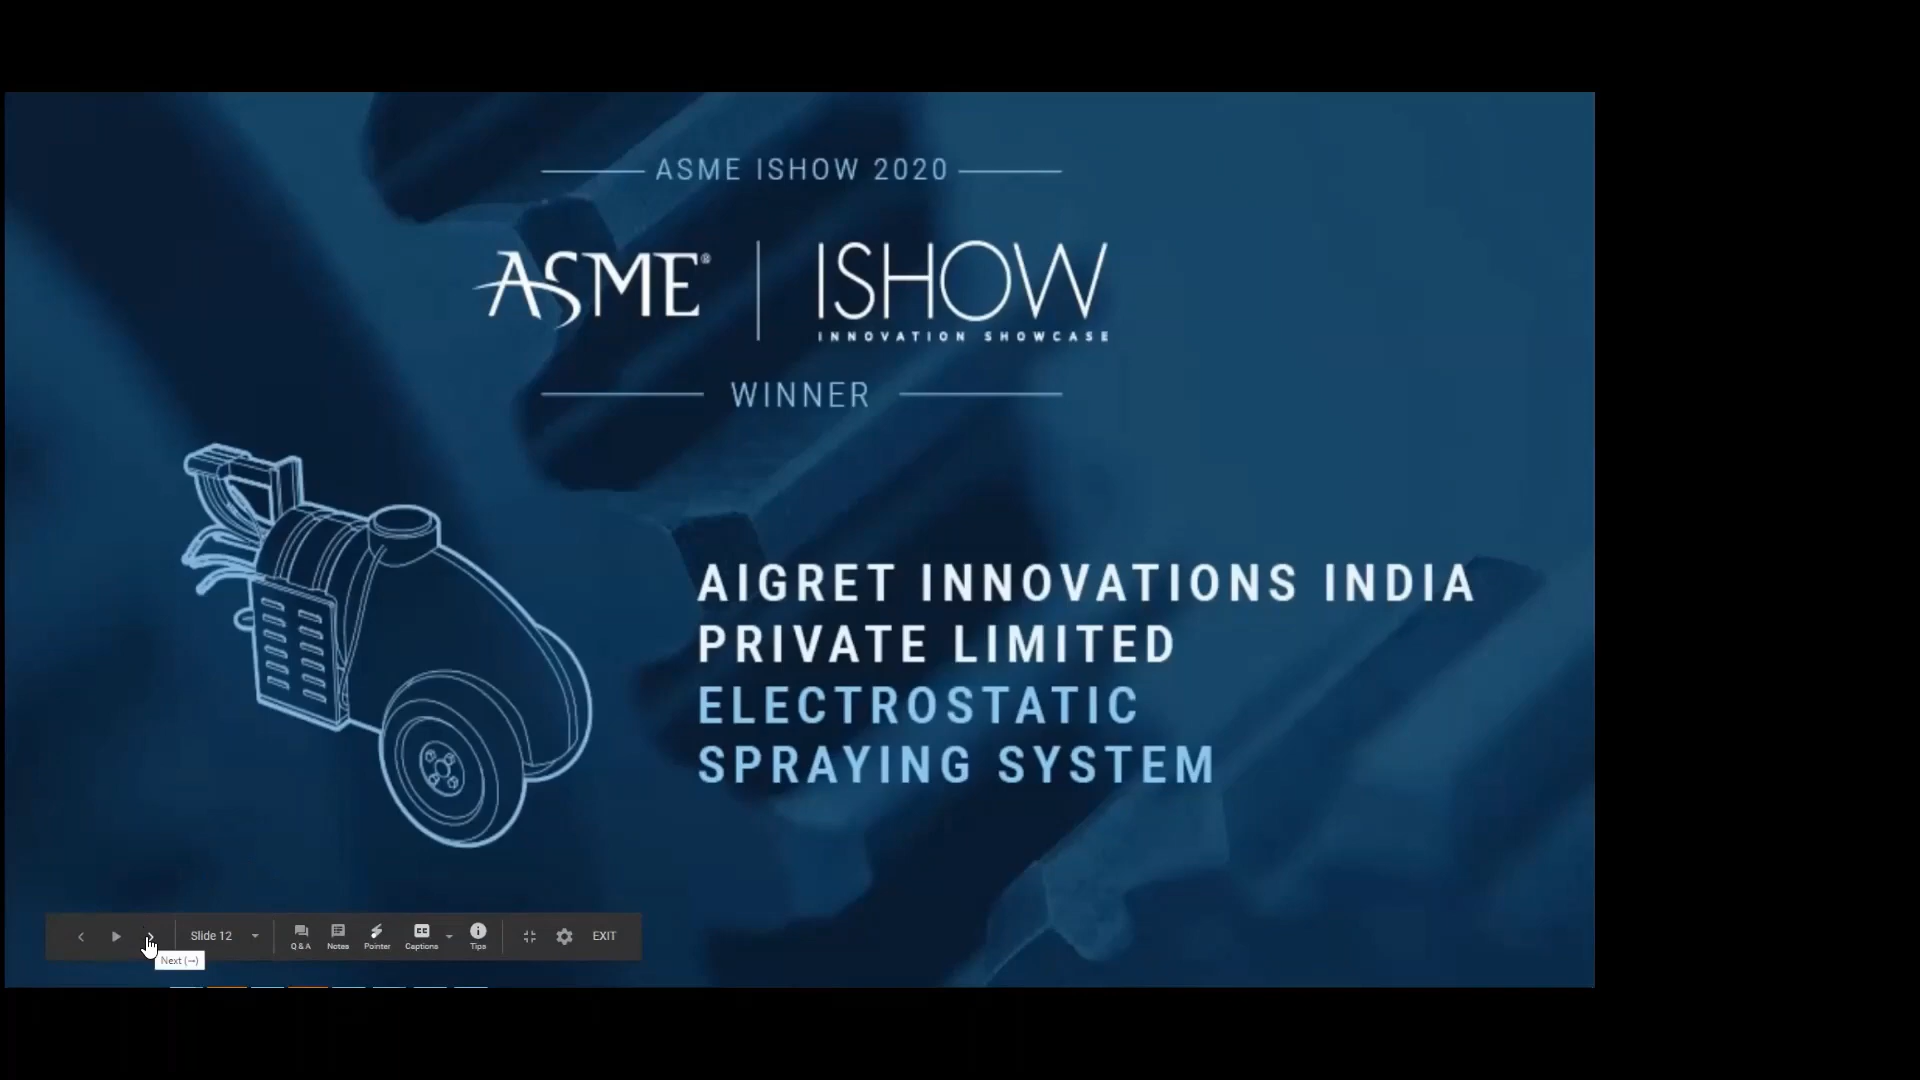 ASME ISHOW 2020
ASME® | ISHOW
INNOVATION SHOWCASE
WINNER
AIGRET INNOVATIONS INDIA
PRIVATE LIMITED
ELECTROSTATIC
SPRAYING SYSTEM
Slide 12
Q & A
Notes
Pointer
CC
Captions
Tips
EXIT
Next (→)